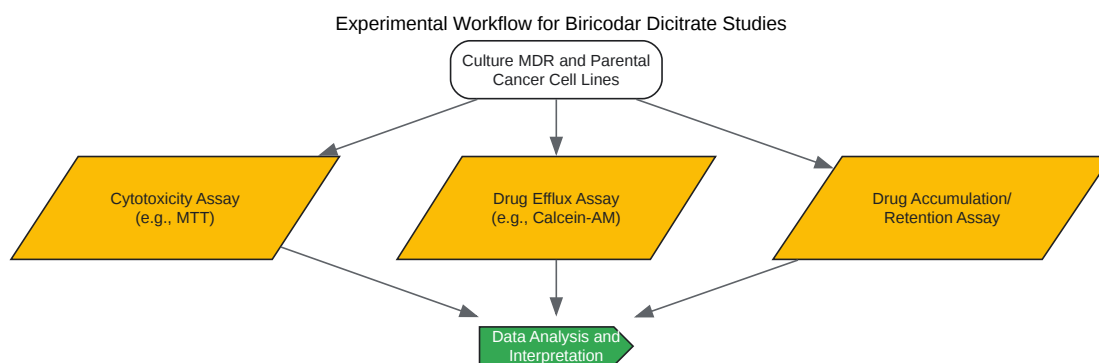 Experimental Workflow for Biricodar Dicitrate Studies
Culture MDR and Parental
Cancer Cell Lines
Cytotoxicity Assay
(e.g., MTT)
Drug Efflux Assay
(e.g., Calcein-AM)
Drug Accumulation/
Retention Assay
Data Analysis and
Interpretation